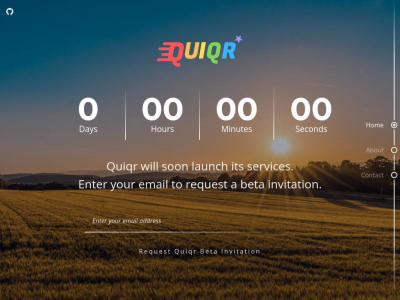 QUIQR
0 00 00 00
Days Hours Minutes Seconds
Home
About
Contact
Quiqr will soon launch its services.
Enter your email to request a beta invitation.
Enter your email address
Request Quiqr Beta Invitation